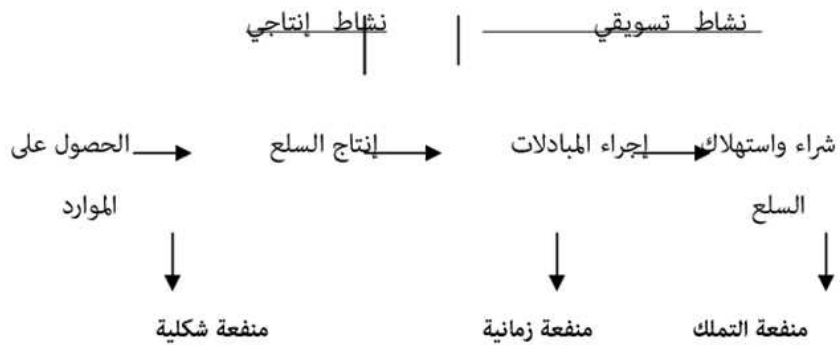 نشاط تسويقي نشاط إنتاجي
شراء واستهلاك إجراء المبادلات إنتاج السلع الحصول على
السلع الموارد
منفعة التملك منفعة زمانية منفعة شكلية